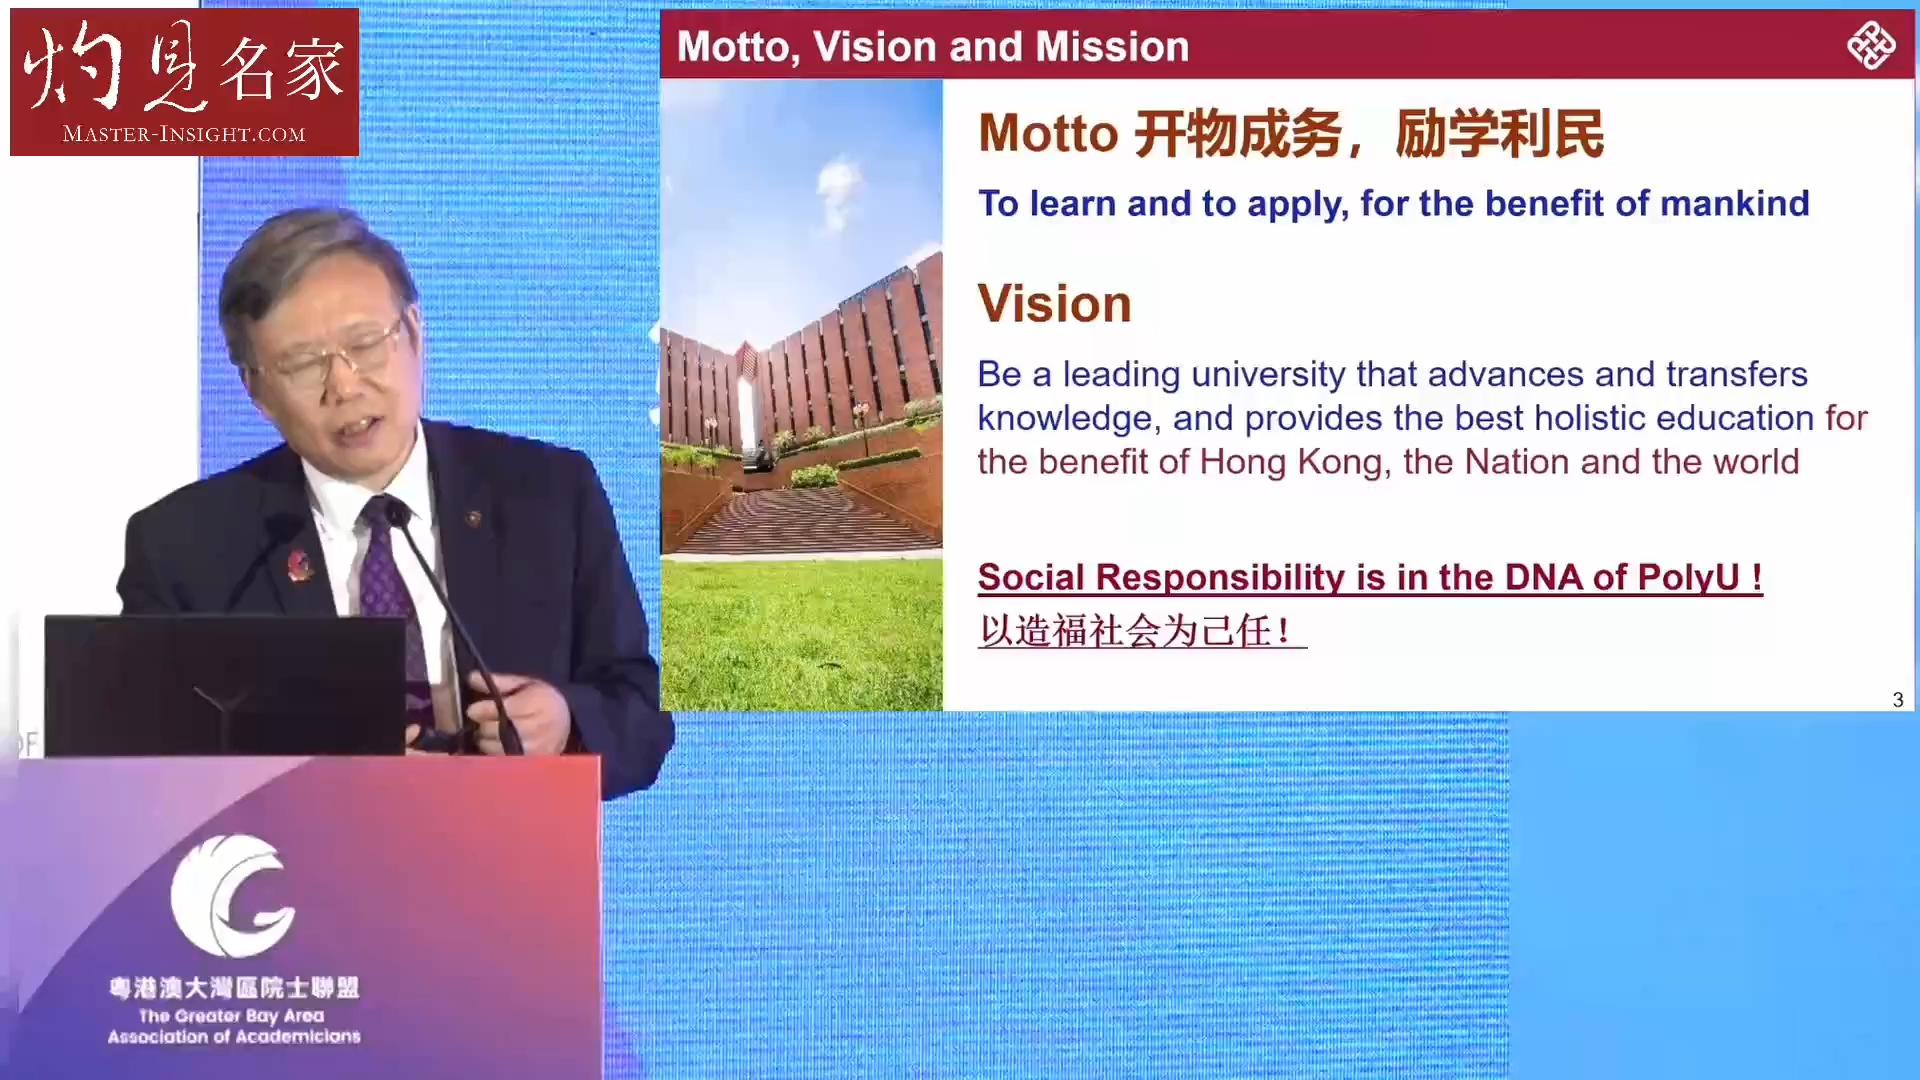 灼見名家
MASTER-INSIGHT.COM
Motto, Vision and Mission
Motto 开物成务，励学利民
To learn and to apply, for the benefit of mankind
Vision
Be a leading university that advances and transfers
knowledge, and provides the best holistic education for
the benefit of Hong Kong, the Nation and the world
Social Responsibility is in the DNA of PolyU !
以造福社会为己任！
3
OF
粵港澳大灣區院士聯盟
The Greater Bay Area
Association of Academicians